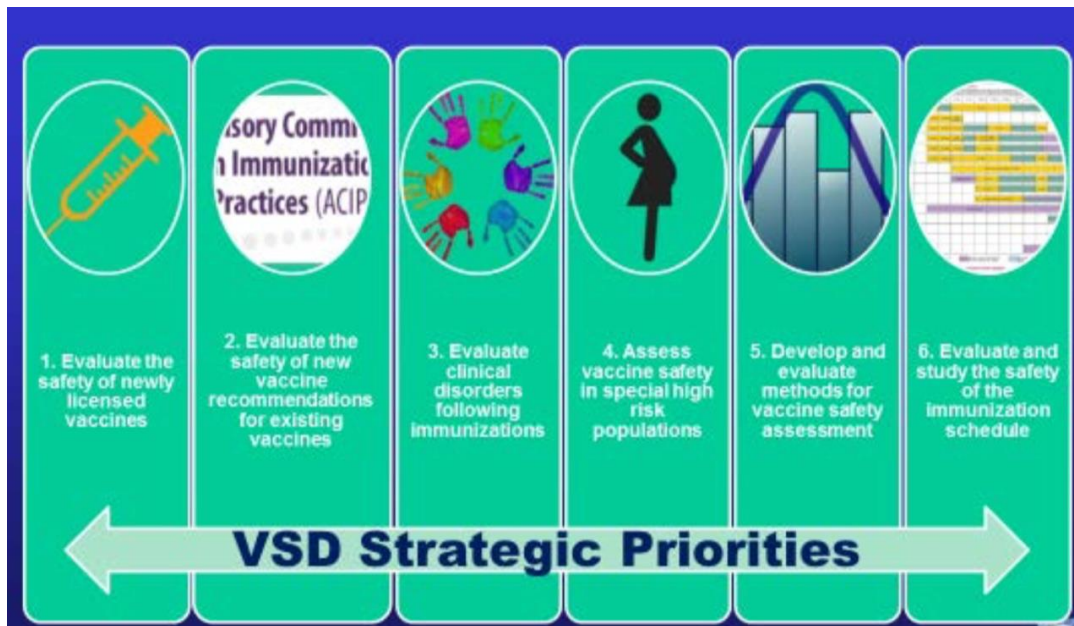 1. Evaluate the
safety of newly
licensed
vaccines
isory Commi
n Immunizatic
Practices (ACIP
2. Evaluate the
safety of new
vaccine
recommendations
for existing
vaccines
3. Evaluate
clinical
disorders
following
immunizations
4. Assess
vaccine safety
in special high
risk
populations
5. Develop and
evaluate
methods for
vaccine safety
assessment
6. Evaluate and
study the safety
of the
immunization
schedule
VSD Strategic Priorities